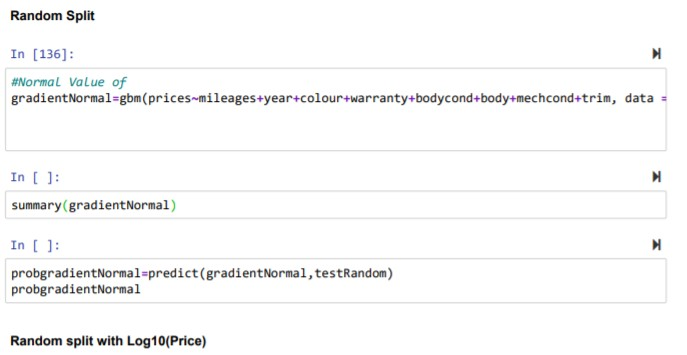 Random Split
In [136]:
#Normal Value of
gradientNormal=gbm(prices~mileages+year+colour+warranty+bodycond+body+mechcond+trim, data =
In [ ]:
summary(gradientNormal)
In [ ]:
probgradientNormal=predict(gradientNormal,testRandom)
probgradientNormal
Random split with Log10(Price)